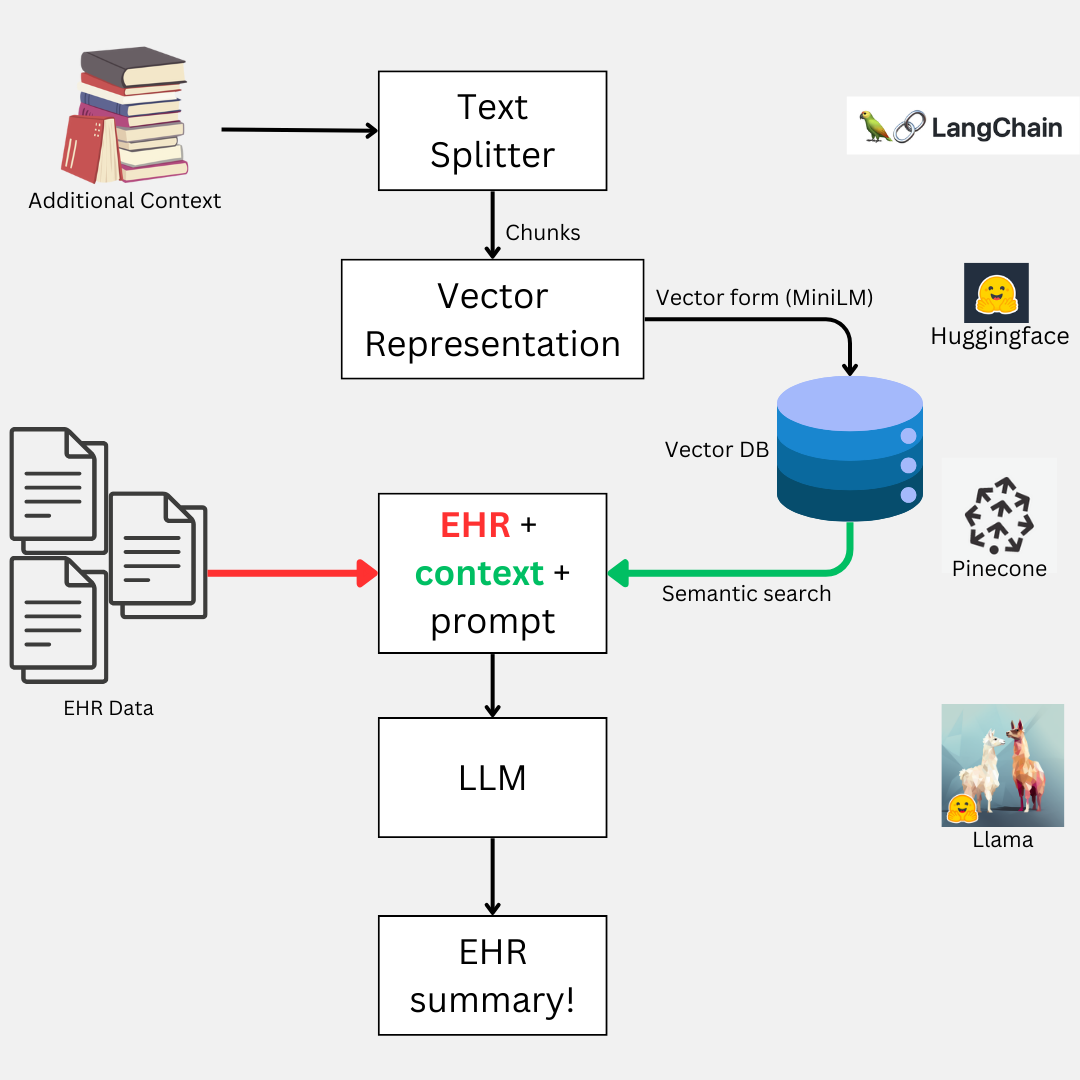 Additional Context
Text
Splitter
LangChain
Chunks
Vector
Representation
Vector form (MiniLM)
Huggingface
Vector DB
Pinecone
EHR Data
EHR +
context +
prompt
Semantic search
LLM
Llama
EHR
summary!